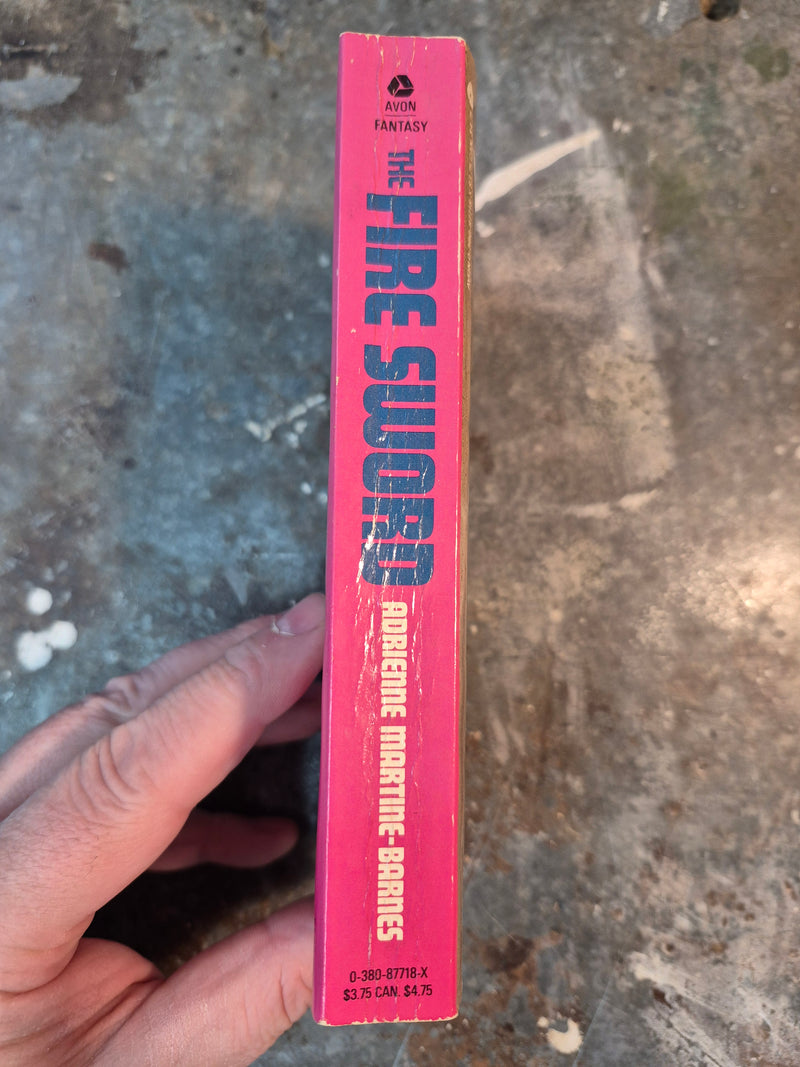 AVON
FANTASY
THE
FIRE SWORD
ADRIENNE MARTINE-BARNES
0-380-87718-X
$3.75 CAN. $4.75